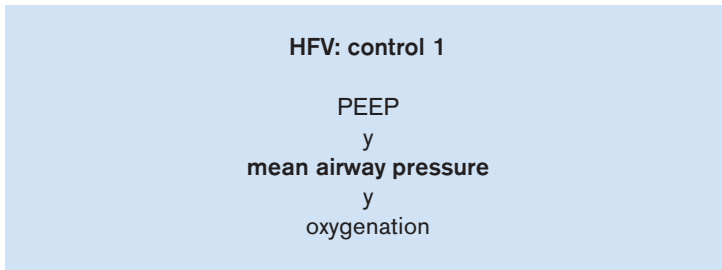 HFV: control 1
PEEP
y
mean airway pressure
y
oxygenation